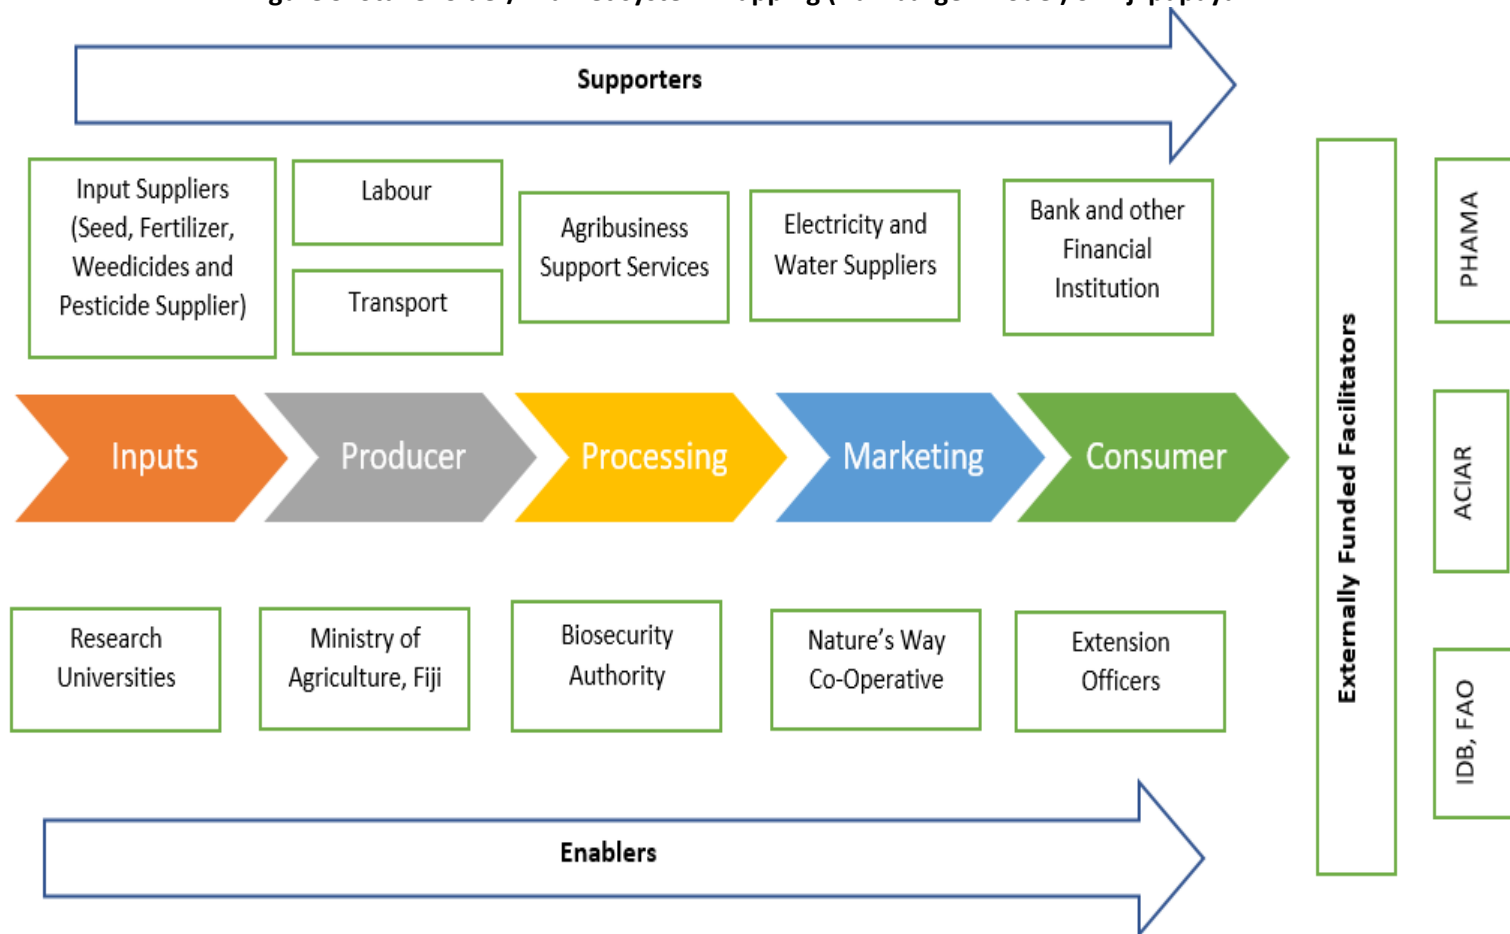 Supporters
Input Suppliers
(Seed, Fertilizer,
Weedicides and
Pesticide Supplier)
Labour
Transport
Agribusiness
Support Services
Electricity and
Water Suppliers
Bank and other
Financial
Institution
Inputs
Producer
Processing
Marketing
Consumer
Research
Universities
Ministry of
Agriculture, Fiji
Biosecurity
Authority
Nature’s Way
Co-Operative
Extension
Officers
Enablers
Externally Funded Facilitators
PHAMA
ACIAR
IDB, FAO